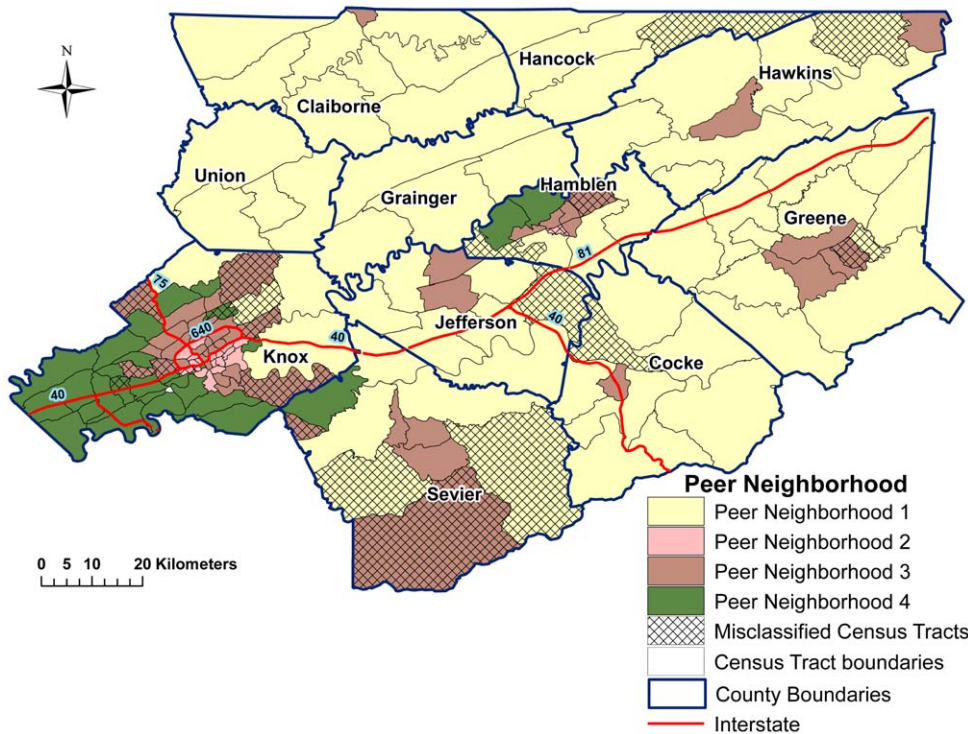 N
Hancock
Hawkins
Claiborne
Union
Grainger
Hamblen
Greene
81
75
640
40
Knox
40
Jefferson
40
Cocke
Sevier
0 5 10 20 Kilometers
Peer Neighborhood
Peer Neighborhood 1
Peer Neighborhood 2
Peer Neighborhood 3
Peer Neighborhood 4
Misclassified Census Tracts
Census Tract boundaries
County Boundaries
Interstate